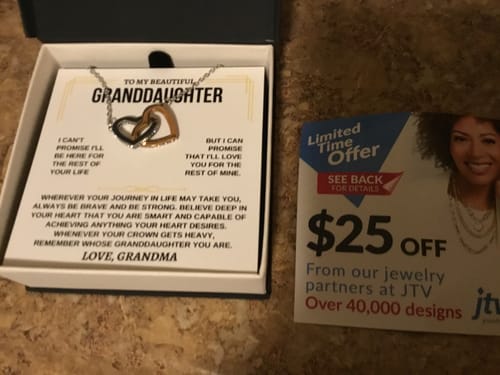 TO MY BEAUTIFUL
GRANDDAUGHTER
I CAN'T
PROMISE I'LL
BE HERE FOR
THE REST OF
YOUR LIFE
BUT I CAN
PROMISE
THAT I'LL LOVE
YOU FOR THE
REST OF MINE.
WHEREVER YOUR JOURNEY IN LIFE MAY TAKE YOU,
ALWAYS BE BRAVE AND BE STRONG. BELIEVE DEEP IN
YOUR HEART THAT YOU ARE SMART AND CAPABLE OF
ACHIEVING ANYTHING YOUR HEART DESIRES.
WHENEVER YOUR CROWN GETS HEAVY,
REMEMBER WHOSE GRANDDAUGHTER YOU ARE.
LOVE, GRANDMA
Limited
Time
Offer
SEE BACK
FOR DETAILS
$25 OFF
From our jewelry
partners at JTV
Over 40,000 designs
jtv